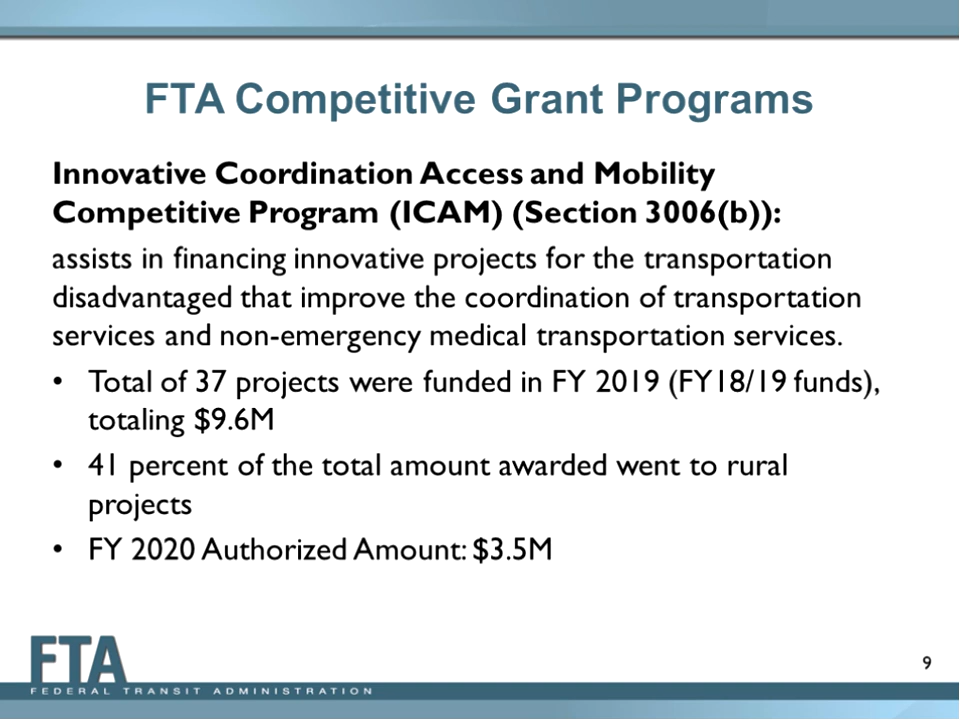 FTA Competitive Grant Programs
Innovative Coordination Access and Mobility
Competitive Program (ICAM) (Section 3006(b)):
assists in financing innovative projects for the transportation
disadvantaged that improve the coordination of transportation
services and non-emergency medical transportation services.
• Total of 37 projects were funded in FY 2019 (FY18/19 funds),
totaling $9.6M
• 41 percent of the total amount awarded went to rural
projects
• FY 2020 Authorized Amount: $3.5M
FTA
FEDERAL TRANSIT ADMINISTRATION
9